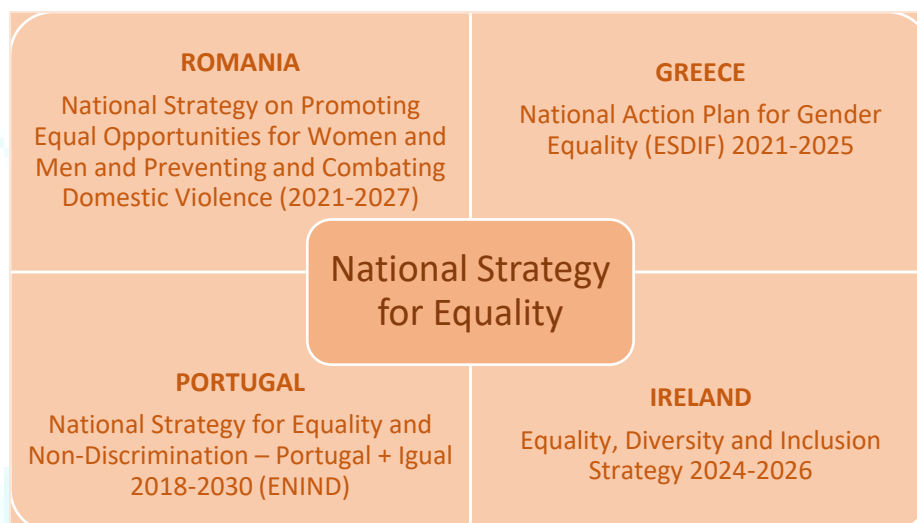 ROMANIA
National Strategy on Promoting
Equal Opportunities for Women and
Men and Preventing and Combating
Domestic Violence (2021-2027)
GREECE
National Action Plan for Gender
Equality (ESDIF) 2021-2025
National Strategy
for Equality
PORTUGAL
National Strategy for Equality and
Non-Discrimination – Portugal + Igual
2018-2030 (ENIND)
IRELAND
Equality, Diversity and Inclusion
Strategy 2024-2026